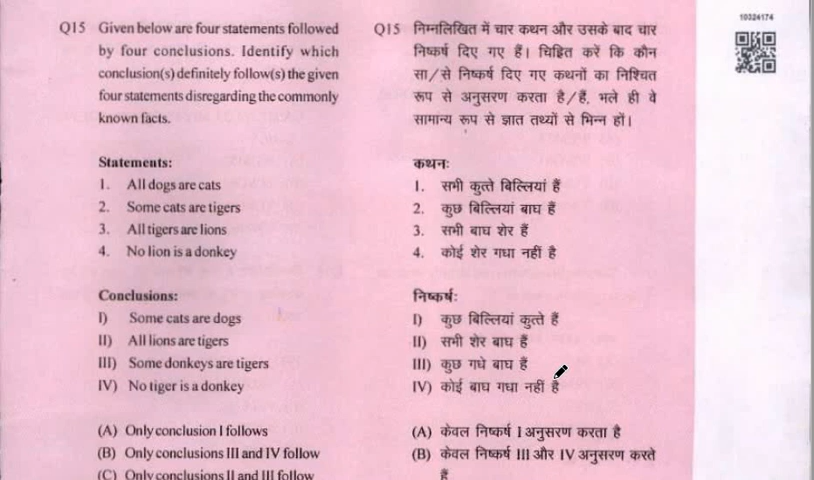 10324174
Q15 Given below are four statements followed
by four conclusions. Identify which
conclusion(s) definitely follow(s) the given
four statements disregarding the commonly
known facts.
Statements:
1. All dogs are cats
2. Some cats are tigers
3. All tigers are lions
4. No lion is a donkey
Conclusions:
I) Some cats are dogs
II) All lions are tigers
III) Some donkeys are tigers
IV) No tiger is a donkey
(A) Only conclusion I follows
(B) Only conclusions III and IV follow
(C) Only conclusions II and III follow
Q15 निम्नलिखित में चार कथन और उसके बाद चार
निष्कर्ष दिए गए हैं। चिह्नित करें कि कौन
सा/से निष्कर्ष दिए गए कथनों का निश्चित
रूप से अनुसरण करता है/हैं, भले ही वे
सामान्य रूप से ज्ञात तथ्यों से भिन्न हों।
कथन:
1. सभी कुत्ते बिल्लियां हैं
2. कुछ बिल्लियां बाघ हैं
3. सभी बाघ शेर हैं
4. कोई शेर गधा नहीं है
निष्कर्ष:
I) कुछ बिल्लियां कुत्ते हैं
II) सभी शेर बाघ हैं
III) कुछ गधे बाघ हैं
IV) कोई बाघ गधा नहीं है
(A) केवल निष्कर्ष I अनुसरण करता है
(B) केवल निष्कर्ष III और IV अनुसरण करते
हैं